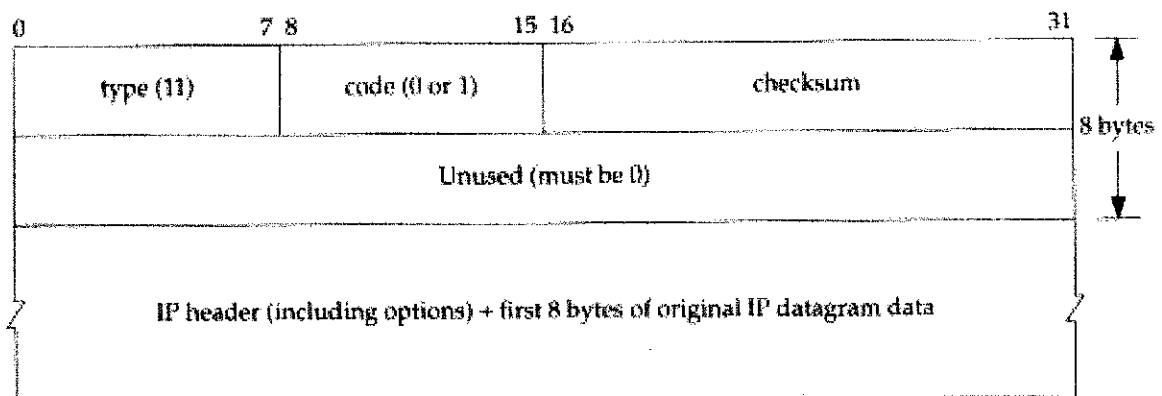 0 7 8 15 16 31
type (11) code (0 or 1) checksum
8 bytes
Unused (must be 0)
IP header (including options) + first 8 bytes of original IP datagram data